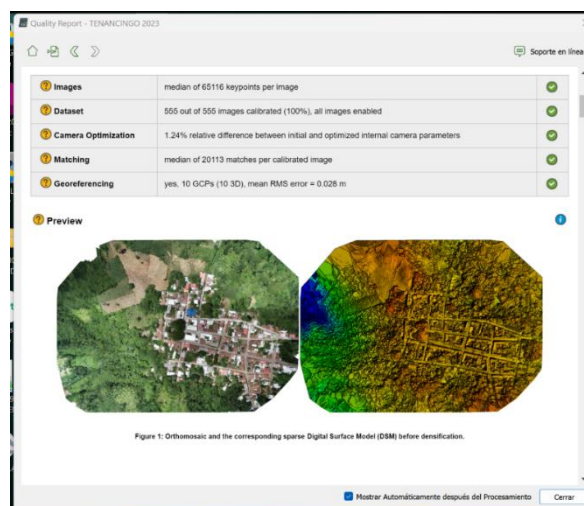 Quality Report - TENANCINGO 2023
Soporte en línea
Images median of 65116 keypoints per image
Dataset 555 out of 555 images calibrated (100%), all images enabled
Camera Optimization 1.24% relative difference between initial and optimized internal camera parameters
Matching median of 20113 matches per calibrated image
Georeferencing yes, 10 GCPs (10 3D), mean RMS error = 0.028 m
Preview
Figure 1: Orthomosaic and the corresponding sparse Digital Surface Model (DSM) before densification.
Mostrar Automáticamente después del Procesamiento Cerrar